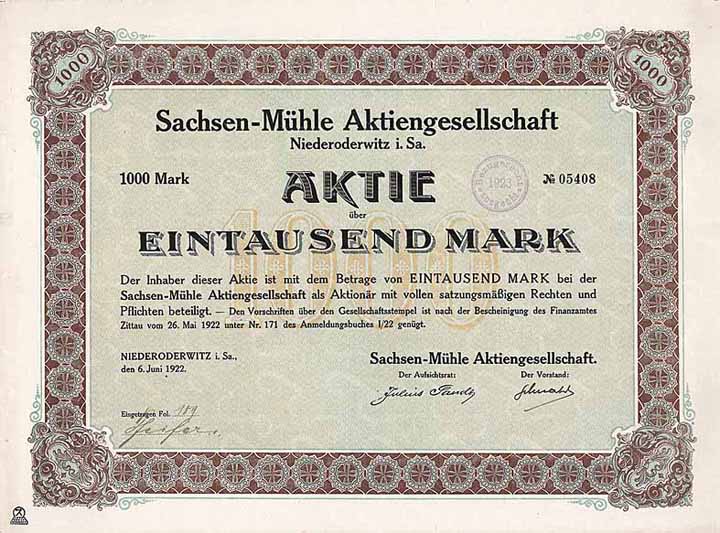 1000 1000
Sachsen-Mühle Aktiengesellschaft
Niederoderwitz i. Sa.
1000 Mark
AKTIE
1923
№ 05408
über
EINTAUSEND MARK
1000
Der Inhaber dieser Aktie ist mit dem Betrage von EINTAUSEND MARK bei der
Sachsen-Mühle Aktiengesellschaft als Aktionär mit vollen satzungsmäßigen Rechten und
Pflichten beteiligt. — Den Vorschriften über den Gesellschaftsstempel ist nach der Bescheinigung des Finanzamtes
Zittau vom 26. Mai 1922 unter Nr. 171 des Anmeldungsbuches I/22 genügt.
NIEDERODERWITZ i. Sa.,
den 6. Juni 1922.
Sachsen-Mühle Aktiengesellschaft.
Der Aufsichtsrat: Der Vorstand:
Julius
Eingetragen Fol. 189
1000 1000